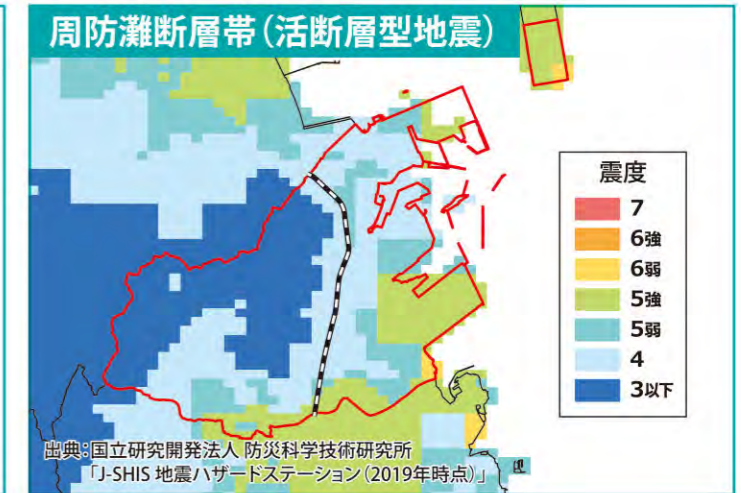 周防灘断層帯(活断層型地震)
震度
7
6強
6弱
5強
5弱
4
3以下
出典:国立研究開発法人 防災科学技術研究所
「J-SHIS 地震ハザードステーション(2019年時点)」